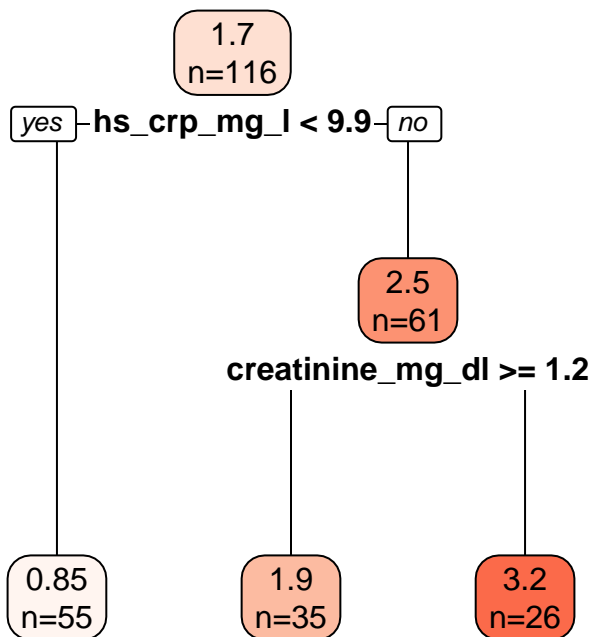 1.7
n=116
yes hs_crp_mg_l < 9.9 no
2.5
n=61
creatinine_mg_dl >= 1.2
0.85
n=55
1.9
n=35
3.2
n=26